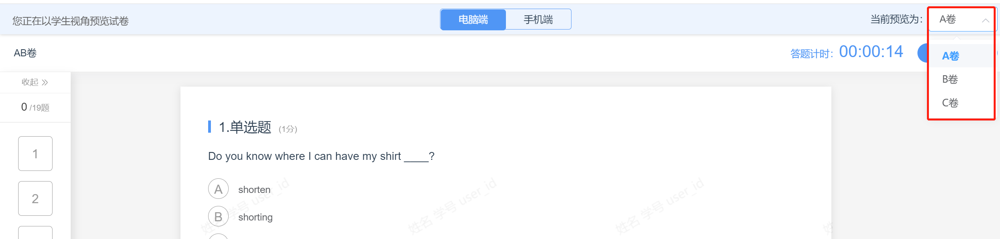 您正在以学生视角预览试卷
电脑端
手机端
当前预览为：
A卷
AB卷
答题计时：00:00:14
A卷
B卷
C卷
收起
0 /19题
1
2
1.单选题 (1分)
Do you know where I can have my shirt ____?
A shorten
B shorting
姓名 学号 user_id
姓名 学号 user_id
姓名 学号 user_id
姓